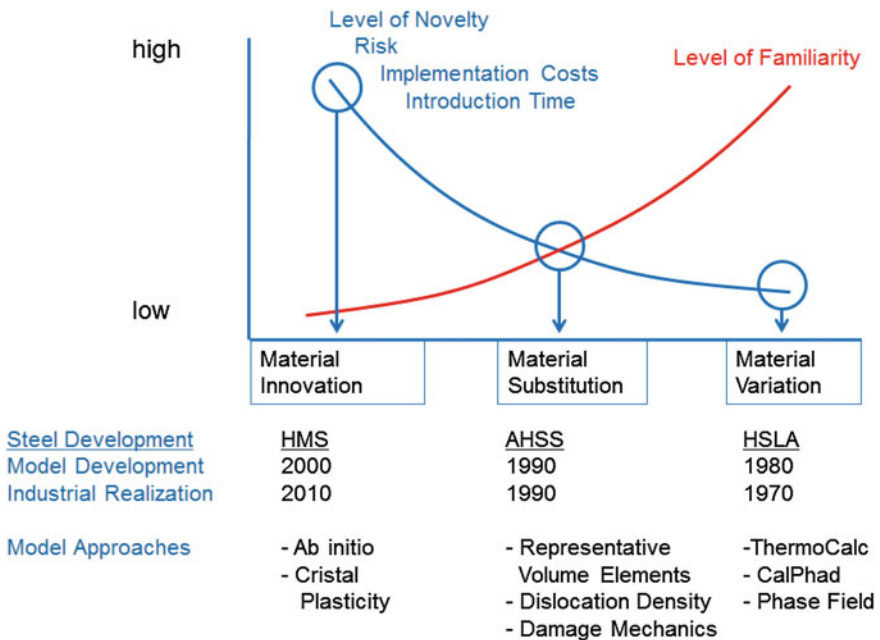 high
Level of Novelty
Risk
Implementation Costs
Introduction Time
Level of Familiarity
low
Material
Innovation
Material
Substitution
Material
Variation
Steel Development HMS AHSS HSLA
Model Development 2000 1990 1980
Industrial Realization 2010 1990 1970
Model Approaches - Ab initio - Representative -ThermoCalc
- Cristal Volume Elements - CalPhad
Plasticity - Dislocation Density - Phase Field
- Damage Mechanics